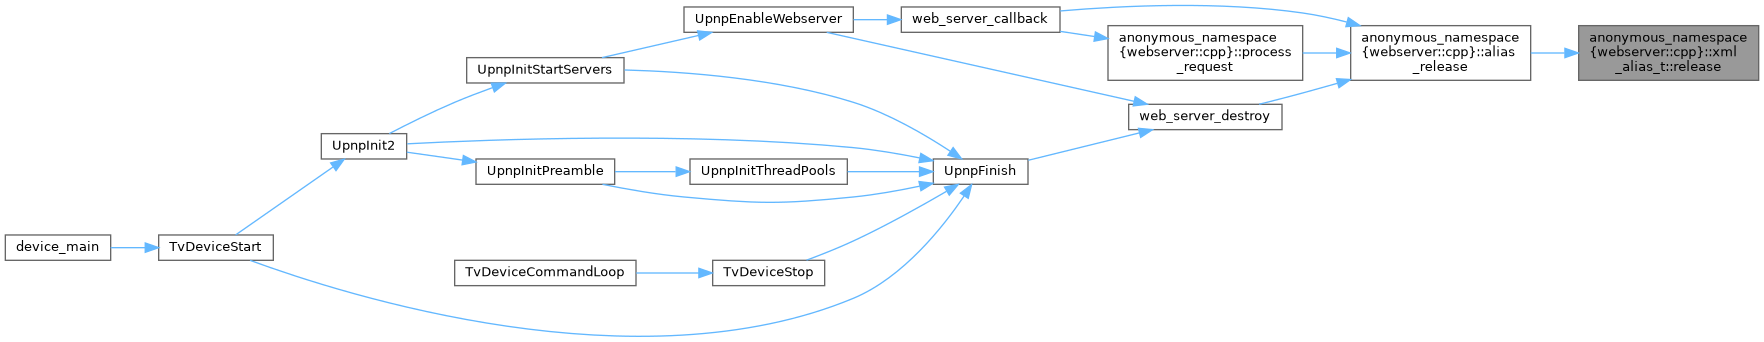 UpnpEnableWebserver
web_server_callback
anonymous_namespace
{webserver::cpp}::process
_request
anonymous_namespace
{webserver::cpp}::alias
_release
anonymous_namespace
{webserver::cpp}::xml
_alias_t::release
UpnpInitStartServers
web_server_destroy
UpnpInit2
UpnpInitPreamble
UpnpInitThreadPools
UpnpFinish
device_main
TvDeviceStart
TvDeviceCommandLoop
TvDeviceStop